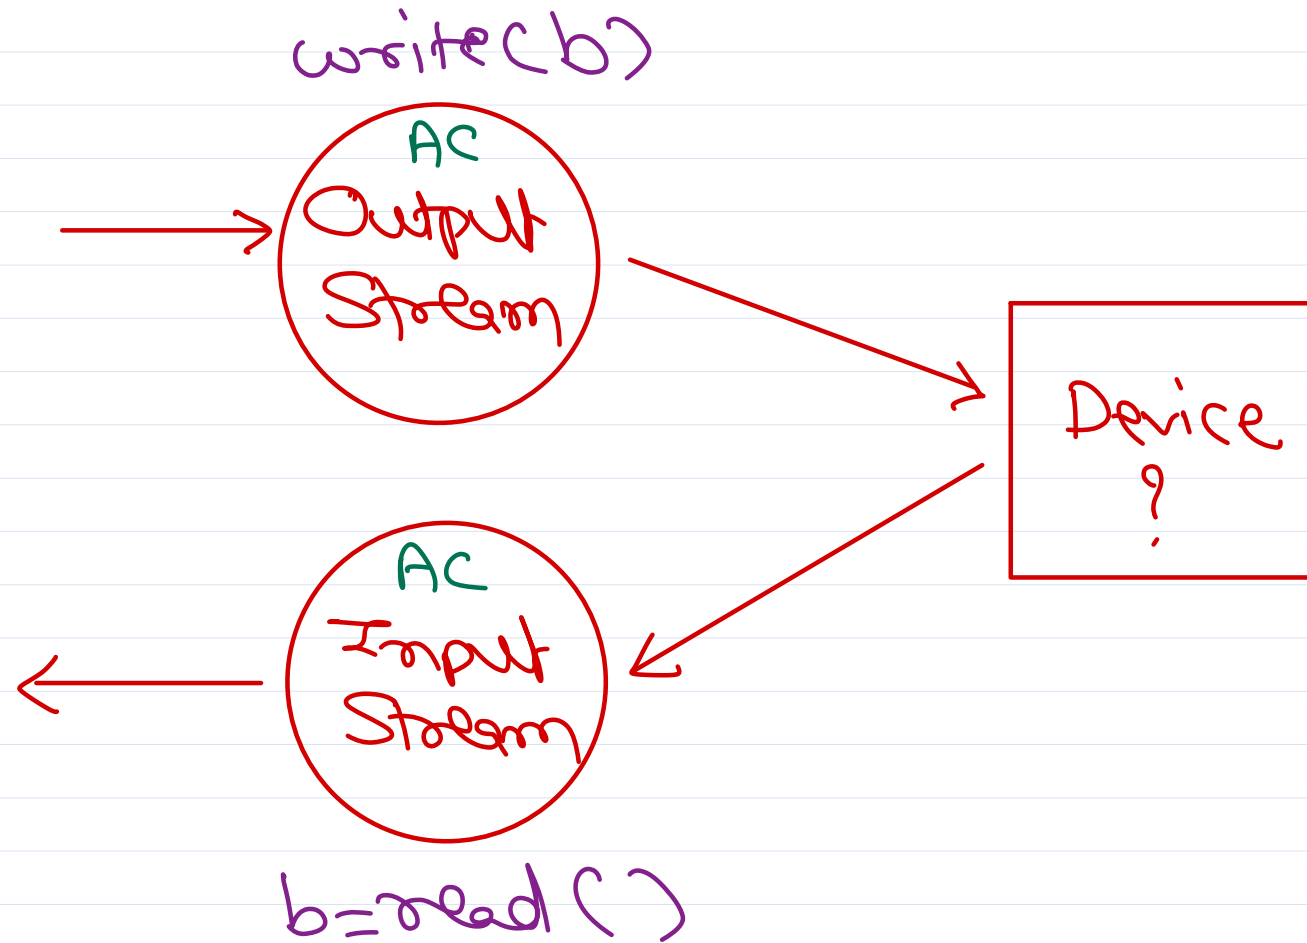 write(b)
AC
Output
Stream
Device
?
AC
Input
Stream
b=read()